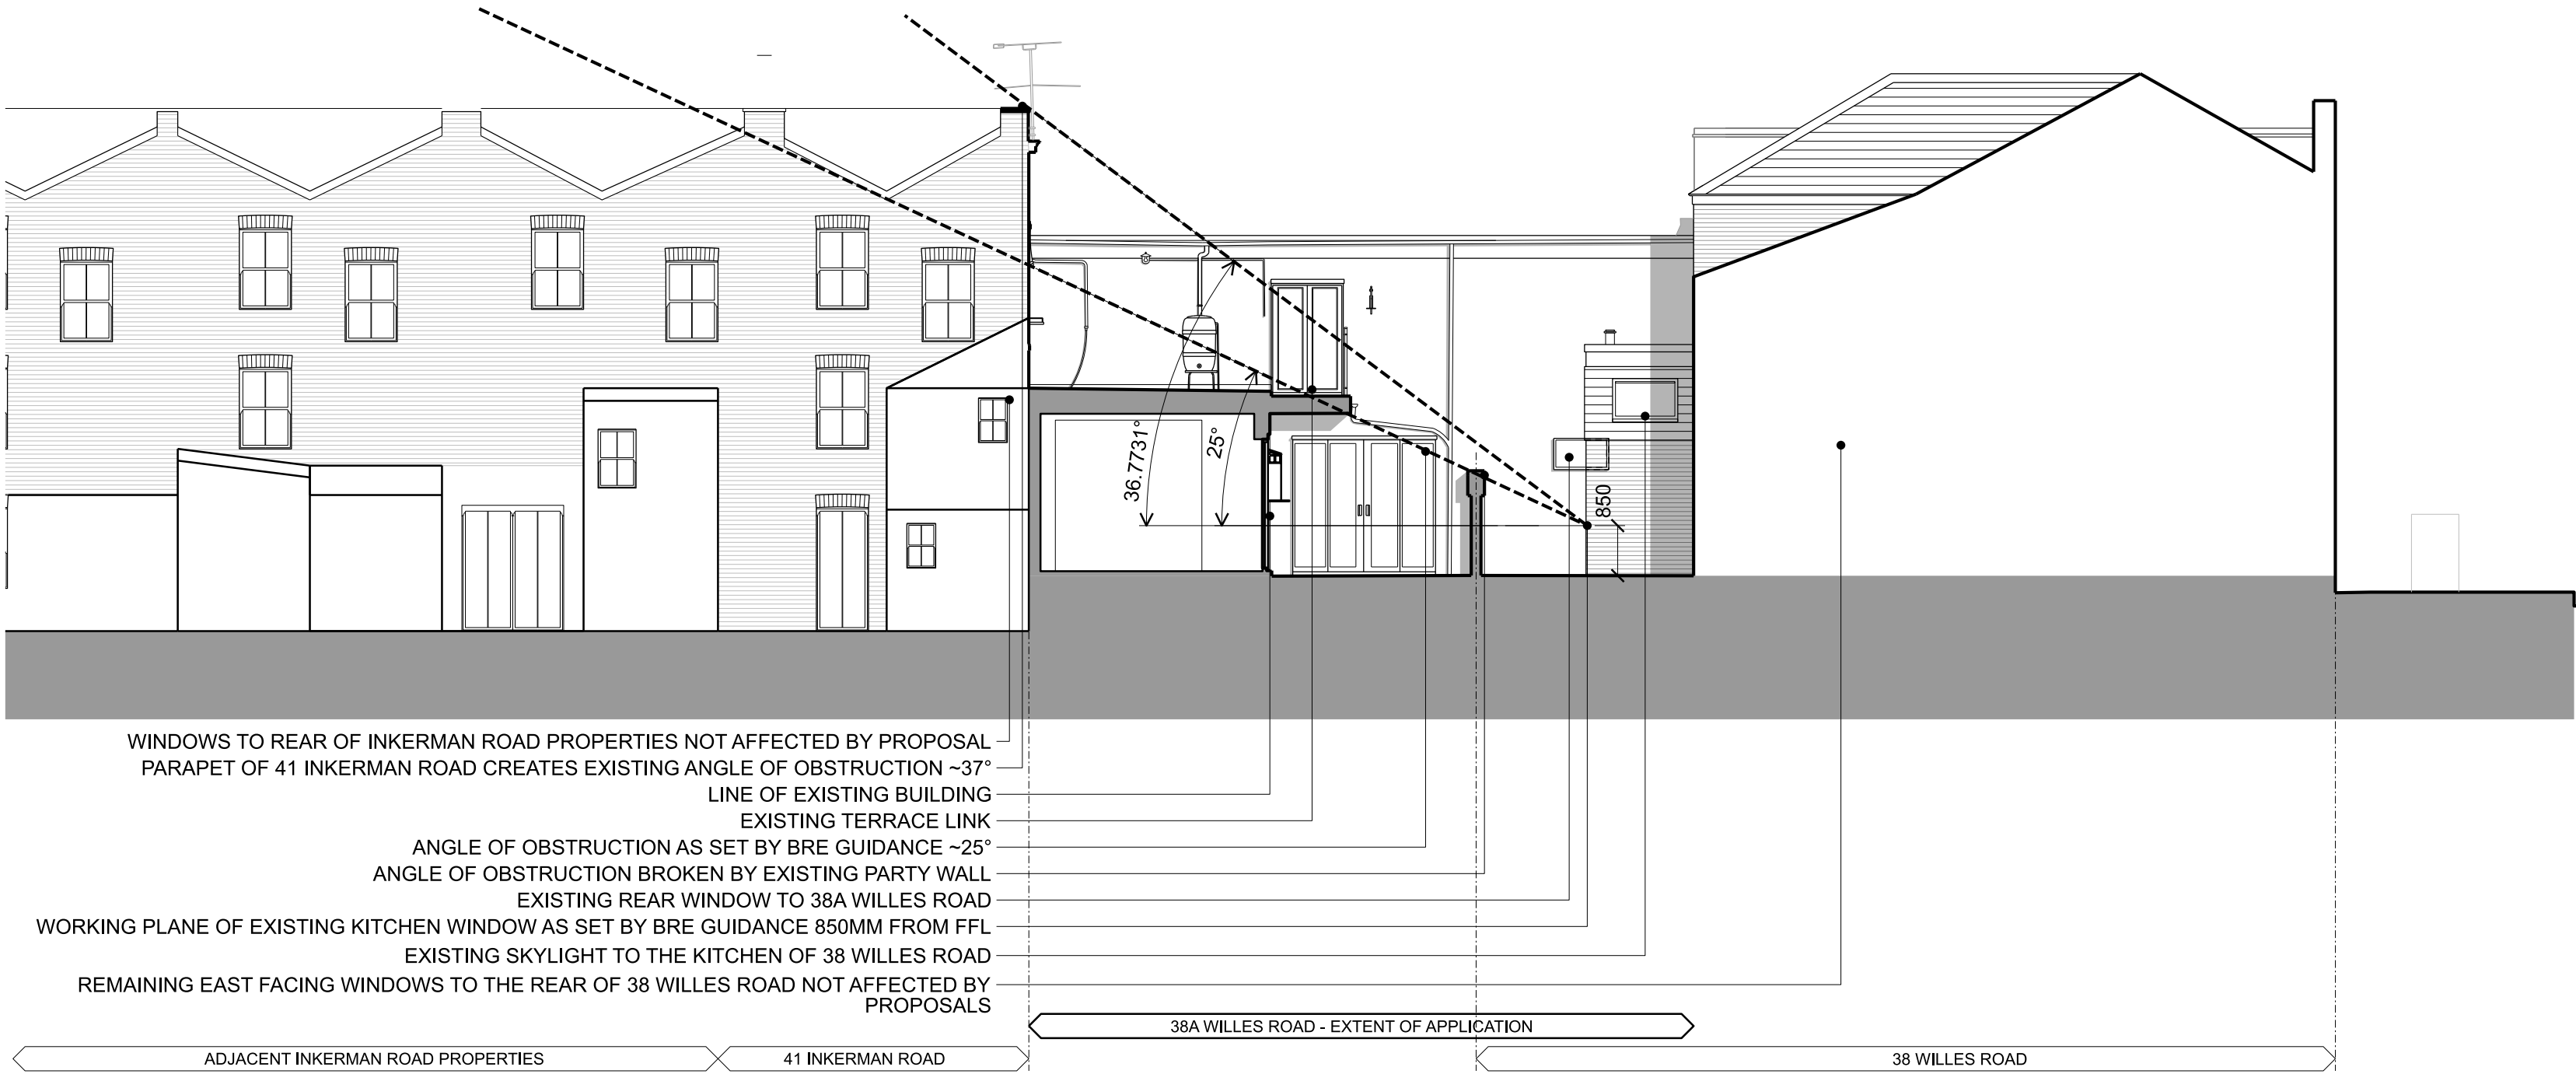 36.7731°
25°
850
WINDOWS TO REAR OF INKERMAN ROAD PROPERTIES NOT AFFECTED BY PROPOSAL
PARAPET OF 41 INKERMAN ROAD CREATES EXISTING ANGLE OF OBSTRUCTION ~37°
LINE OF EXISTING BUILDING
EXISTING TERRACE LINK
ANGLE OF OBSTRUCTION AS SET BY BRE GUIDANCE ~25°
ANGLE OF OBSTRUCTION BROKEN BY EXISTING PARTY WALL
EXISTING REAR WINDOW TO 38A WILLES ROAD
WORKING PLANE OF EXISTING KITCHEN WINDOW AS SET BY BRE GUIDANCE 850MM FROM FFL
EXISTING SKYLIGHT TO THE KITCHEN OF 38 WILLES ROAD
REMAINING EAST FACING WINDOWS TO THE REAR OF 38 WILLES ROAD NOT AFFECTED BY
PROPOSALS
38A WILLES ROAD - EXTENT OF APPLICATION
ADJACENT INKERMAN ROAD PROPERTIES
41 INKERMAN ROAD
38 WILLES ROAD